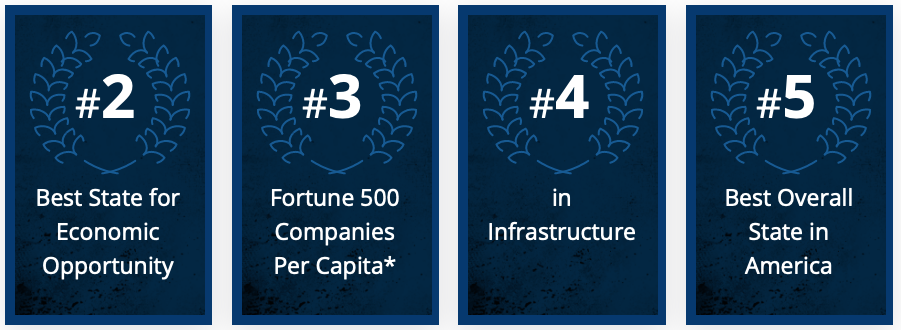 #2
Best State for
Economic
Opportunity
#3
Fortune 500
Companies
Per Capita*
#4
in
Infrastructure
#5
Best Overall
State in
America